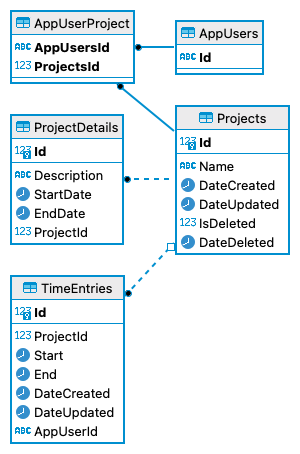 AppUserProject
ABC AppUsersId
123 ProjectsId
AppUsers
ABC Id
ProjectDetails
123 Id
ABC Description
StartDate
EndDate
123 ProjectId
Projects
123 Id
ABC Name
DateCreated
DateUpdated
123 IsDeleted
DateDeleted
TimeEntries
123 Id
123 ProjectId
Start
End
DateCreated
DateUpdated
ABC AppUserId